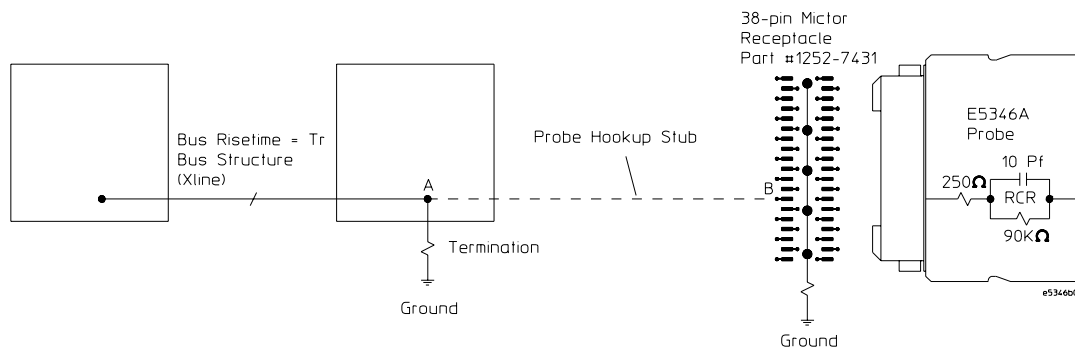 38-pin Mictor
Receptacle
Part #1252-7431
Bus Risetime = Tr
Bus Structure
(Xline)
A
Termination
Ground
Probe Hookup Stub
B
Ground
E5346A
Probe
10 Pf
250Ω
RCR
90KΩ